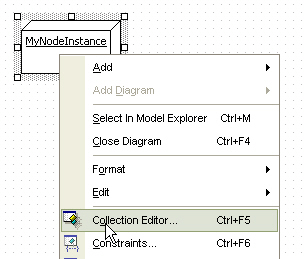 MyNodeInstance
Add
Add Diagram
Select In Model Explorer Ctrl+M
Close Diagram Ctrl+F4
Format
Edit
Collection Editor... Ctrl+F5
Constraints... Ctrl+F6